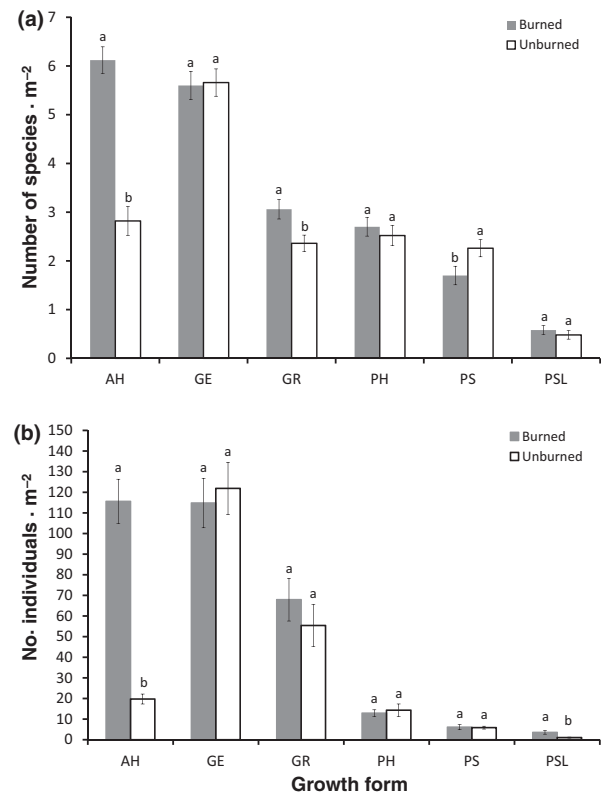 (a)
Number of species · m⁻²
7
6
5
4
3
2
1
0
Burned
Unburned
a
b
a a
a
b
a a
b
a
a a
AH GE GR PH PS PSL
(b)
No· individuals · m⁻²
150
140
130
120
110
100
90
80
70
60
50
40
30
20
10
0
Burned
Unburned
a
b
a a
a a
a a
a a
a b
AH GE GR PH PS PSL
Growth form